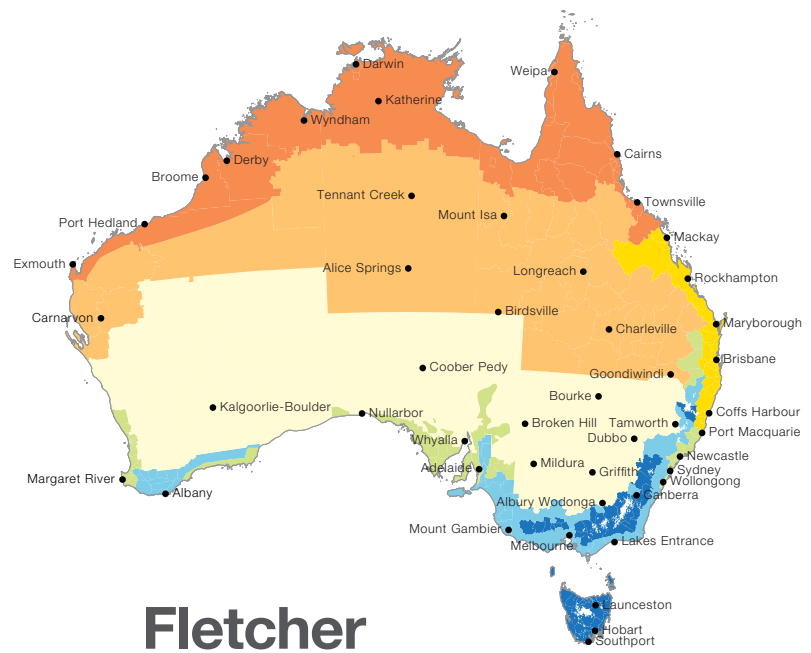 Darwin
Weipa
Katherine
Wyndham
Cairns
Derby
Broome
Tennant Creek
Townsville
Mount Isa
Port Hedland
Mackay
Exmouth
Alice Springs
Longreach
Rockhampton
Birdsville
Carnarvon
Maryborough
Charleville
Brisbane
Coober Pedy
Goondiwindi
Bourke
Kalgoorlie-Boulder
Nullarbor
Coffs Harbour
Broken Hill
Tamworth
Port Macquarie
Whyalla
Dubbo
Newcastle
Adelaide
Mildura
Griffith
Sydney
Margaret River
Wollongong
Albany
Canberra
Albury Wodonga
Mount Gambier
Melbourne
Lakes Entrance
Launceston
Fletcher
Hobart
Southport